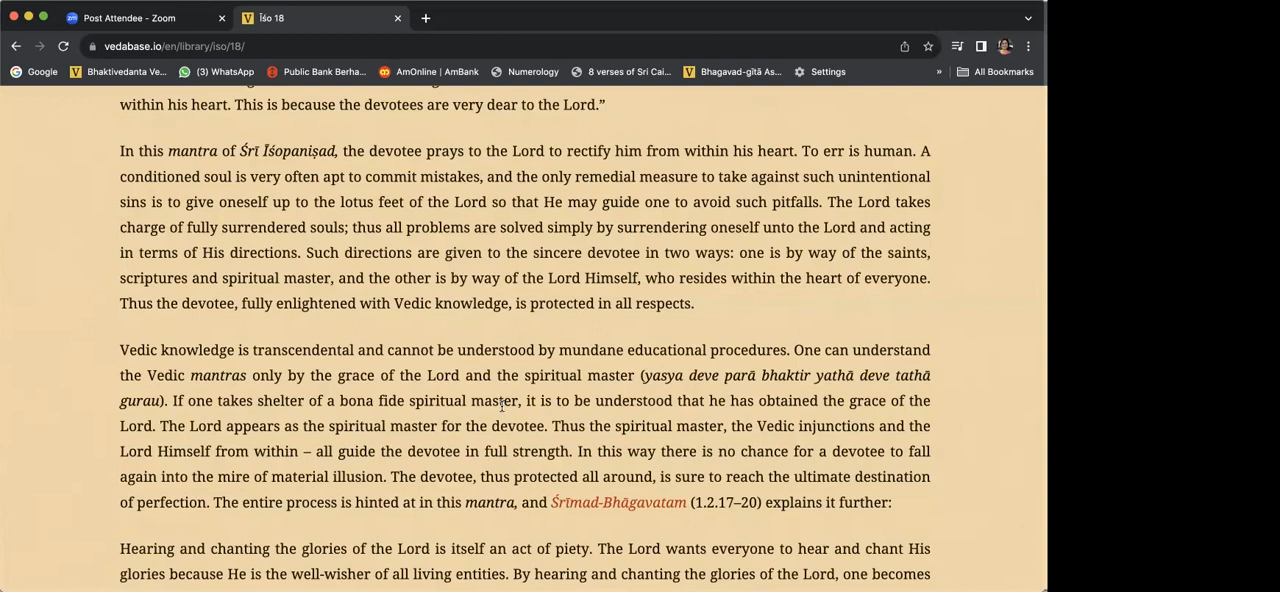 Post Attendee - Zoom
Īśo 18
vedabase.io/en/library/iso/18/
Google
Bhaktivedanta Ve...
(3) WhatsApp
Public Bank Berha...
AmOnline | AmBank
Numerology
8 verses of Sri Cai...
Bhagavad-gītā As...
Settings
»
All Bookmarks
within his heart. This is because the devotees are very dear to the Lord.”
In this mantra of Śrī Īśopaniṣad, the devotee prays to the Lord to rectify him from within his heart. To err is human. A
conditioned soul is very often apt to commit mistakes, and the only remedial measure to take against such unintentional
sins is to give oneself up to the lotus feet of the Lord so that He may guide one to avoid such pitfalls. The Lord takes
charge of fully surrendered souls; thus all problems are solved simply by surrendering oneself unto the Lord and acting
in terms of His directions. Such directions are given to the sincere devotee in two ways: one is by way of the saints,
scriptures and spiritual master, and the other is by way of the Lord Himself, who resides within the heart of everyone.
Thus the devotee, fully enlightened with Vedic knowledge, is protected in all respects.
Vedic knowledge is transcendental and cannot be understood by mundane educational procedures. One can understand
the Vedic mantras only by the grace of the Lord and the spiritual master (yasya deve parā bhaktir yathā deve tathā
gurau). If one takes shelter of a bona fide spiritual master, it is to be understood that he has obtained the grace of the
Lord. The Lord appears as the spiritual master for the devotee. Thus the spiritual master, the Vedic injunctions and the
Lord Himself from within – all guide the devotee in full strength. In this way there is no chance for a devotee to fall
again into the mire of material illusion. The devotee, thus protected all around, is sure to reach the ultimate destination
of perfection. The entire process is hinted at in this mantra, and Śrīmad-Bhāgavatam (1.2.17–20) explains it further:
Hearing and chanting the glories of the Lord is itself an act of piety. The Lord wants everyone to hear and chant His
glories because He is the well-wisher of all living entities. By hearing and chanting the glories of the Lord, one becomes